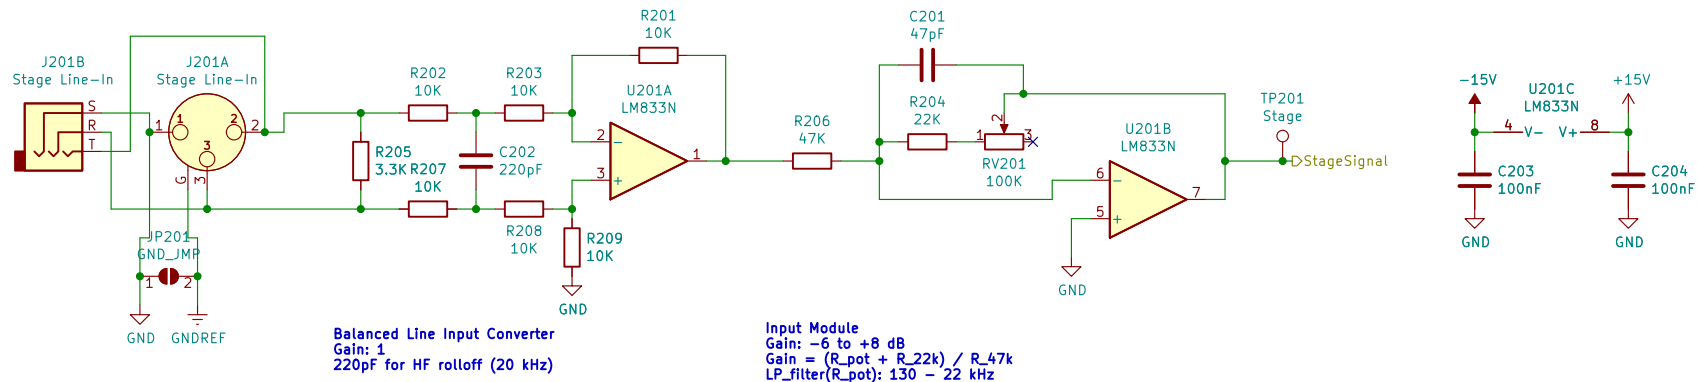 J201B
Stage Line-In
S
R
T
J201A
Stage Line-In
1
1
2
2
3
G
3
JP201
GND_JMP
1
2
GND
GNDREF
R205
3.3K
R202
10K
R207
10K
C202
220pF
R203
10K
R208
10K
R201
10K
U201A
LM833N
2
-
3
+
1
R209
10K
GND
R206
47K
C201
47pF
R204
22K
2
1
3
RV201
100K
U201B
LM833N
6
-
5
+
7
GND
TP201
Stage
StageSignal
-15V
U201C
LM833N
+15V
4
V-
V+
8
C203
100nF
GND
C204
100nF
GND
Balanced Line Input Converter
Gain: 1
220pF for HF rolloff (20 kHz)
Input Module
Gain: -6 to +8 dB
Gain = (R_pot + R_22k) / R_47k
LP_filter(R_pot): 130 - 22 kHz